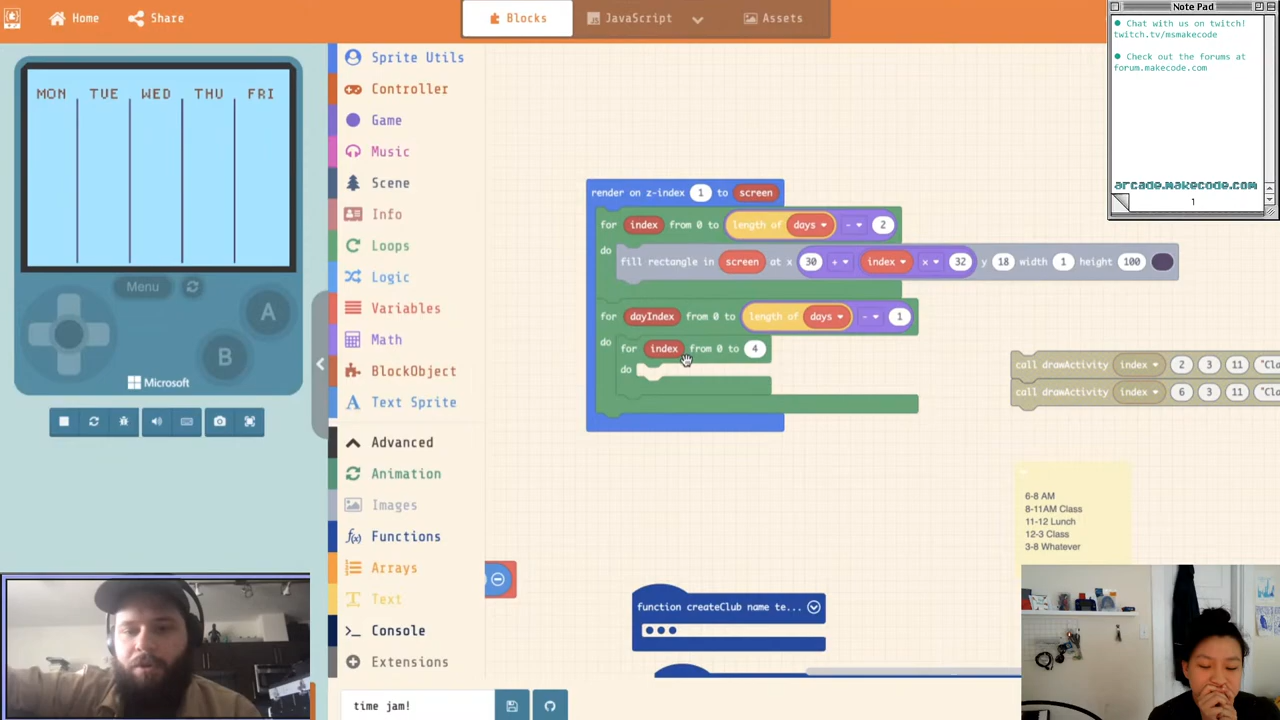 Home
Share
Blocks
JavaScript
Assets
Note Pad
Chat with us on twitch!
twitch.tv/msmakecode
Check out the forums at
forum.makecode.com
arcade.makecode.com
1
MON TUE WED THU FRI
Menu
A
B
Microsoft
Sprite Utils
Controller
Game
Music
Scene
Info
Loops
Logic
Variables
Math
BlockObject
Text Sprite
Advanced
Animation
Images
Functions
Arrays
Text
Console
Extensions
render on z-index 1 to screen
for index from 0 to length of days - 2
do fill rectangle in screen at x 30 + index × 32 y 18 width 1 height 100
for dayIndex from 0 to length of days - 1
do for index from 0 to 4
do
call drawActivity index 2 3 11 "Cla
call drawActivity index 6 3 11 "Cla
6-8 AM
8-11AM Class
11-12 Lunch
12-3 Class
3-8 Whatever
function createClub name te...
time jam!